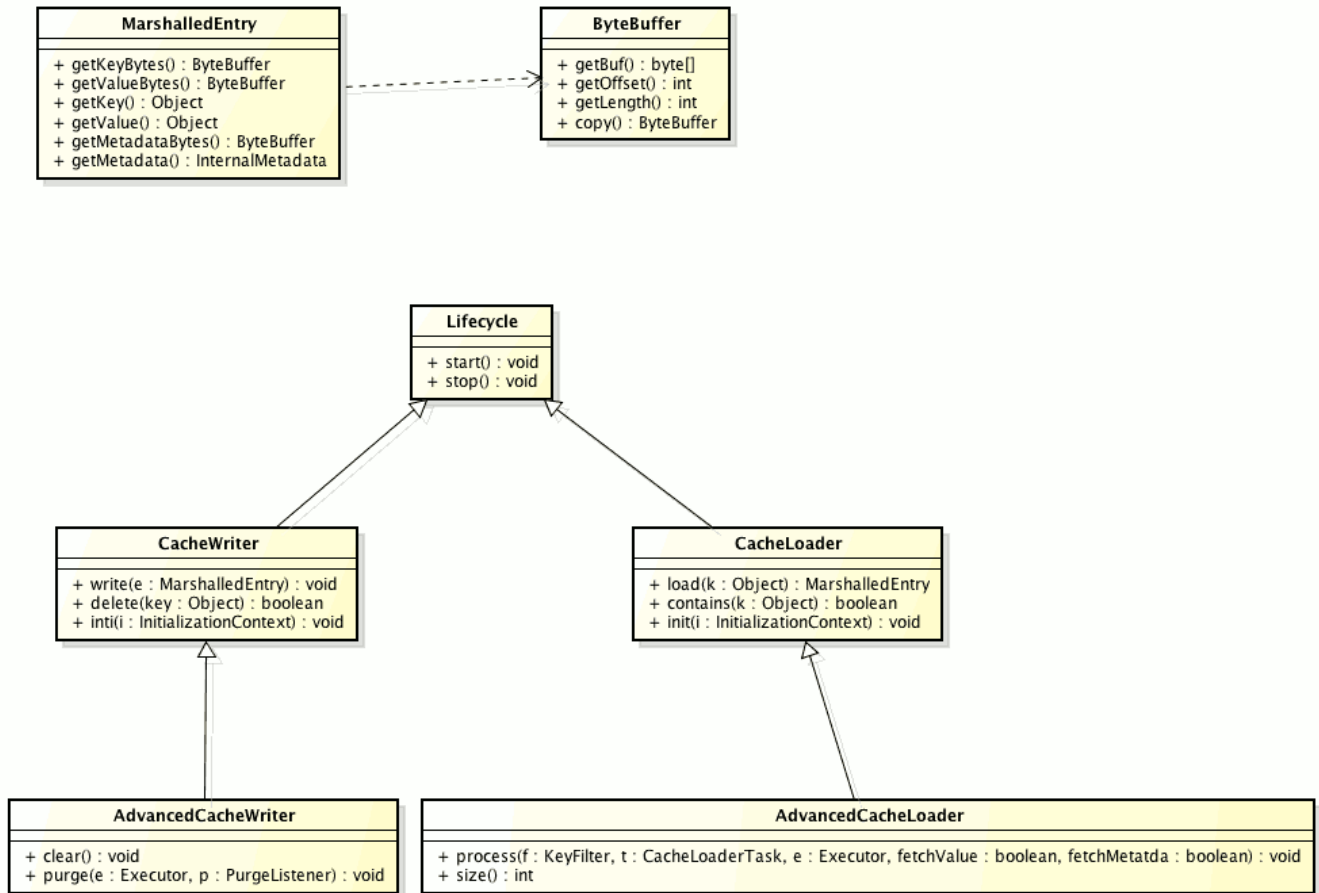 MarshalledEntry
+ getKeyBytes() : ByteBuffer
+ getValueBytes() : ByteBuffer
+ getKey() : Object
+ getValue() : Object
+ getMetadataBytes() : ByteBuffer
+ getMetadata() : InternalMetadata
ByteBuffer
+ getBuf() : byte[]
+ getOffset() : int
+ getLength() : int
+ copy() : ByteBuffer
Lifecycle
+ start() : void
+ stop() : void
CacheWriter
+ write(e : MarshalledEntry) : void
+ delete(key : Object) : boolean
+ inti(i : InitializationContext) : void
CacheLoader
+ load(k : Object) : MarshalledEntry
+ contains(k : Object) : boolean
+ init(i : InitializationContext) : void
AdvancedCacheWriter
+ clear() : void
+ purge(e : Executor, p : PurgeListener) : void
AdvancedCacheLoader
+ process(f : KeyFilter, t : CacheLoaderTask, e : Executor, fetchValue : boolean, fetchMetatda : boolean) : void
+ size() : int